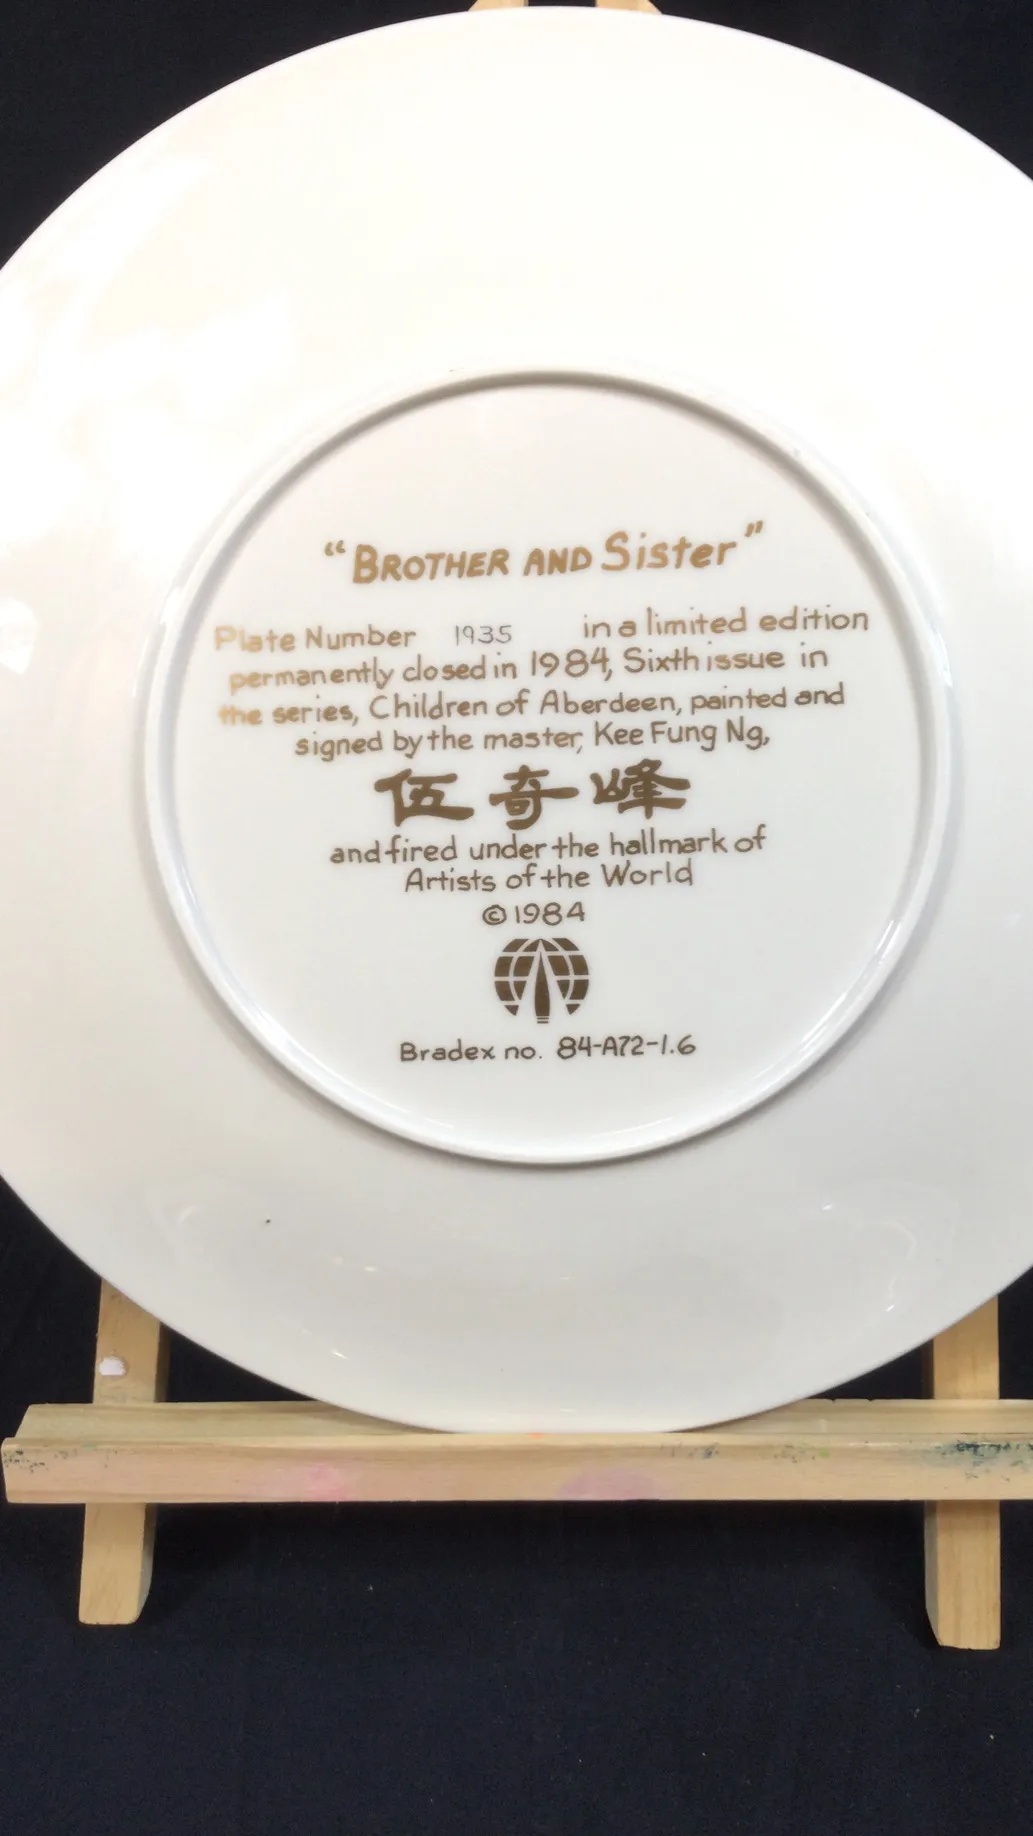 “BROTHER AND Sister”
Plate Number 1935 in a limited edition
permanently closed in 1984, Sixth issue in
the series, Children of Aberdeen, painted and
signed by the master, Kee Fung Ng,
伍奇峰
and fired under the hallmark of
Artists of the World
© 1984
Bradex no. 84-A72-1.6